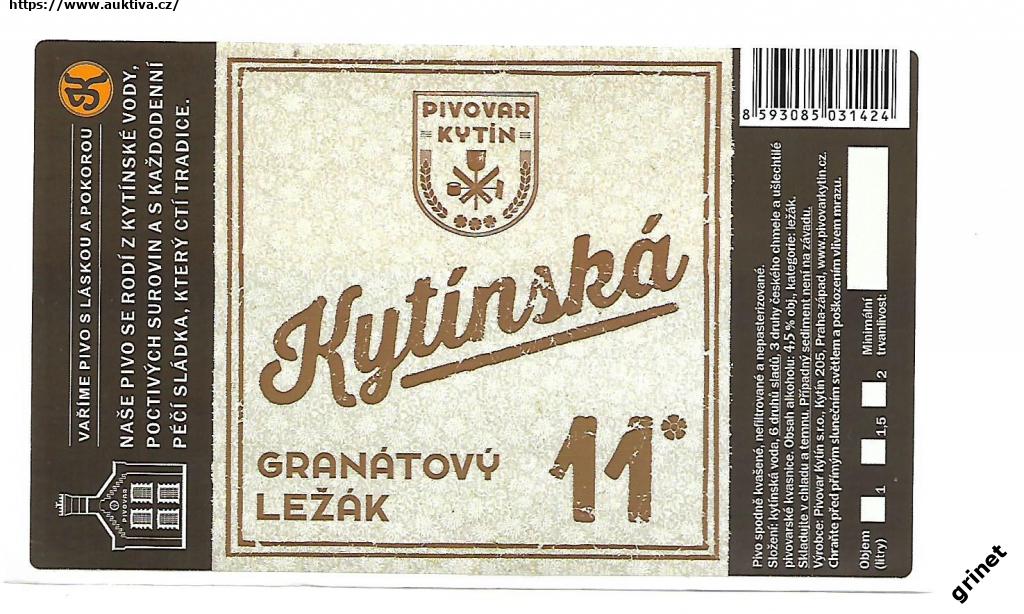 https://www.auktiva.cz/
VAŘÍME PIVO S LÁSKOU A POKOROU
NAŠE PIVO SE RODÍ Z KYTÍNSKÉ VODY,
POCTIVÝCH SUROVIN A S KAŽDODENNÍ
PÉČÍ SLÁDKA, KTERÝ CTÍ TRADICE.
PIVOVAR
PIVOVAR
KYTÍN
Kytínská
GRANÁTOVÝ
LEŽÁK
11
8 593085 031424
Pivo spodně kvašené, nefiltrované a nepasterizované.
Složení: kytínská voda, 6 druhů sladů, 3 druhy českého chmele a ušlechtilé
pivovarské kvasnice. Obsah alkoholu: 4,5 % obj., kategorie: ležák.
Skladujte v chladu a temnu. Případný sediment není na závadu.
Výrobce: Pivovar Kytín s.r.o., Kytín 205, Praha-západ, www.pivovarkytin.cz.
Chraňte před přímým slunečním světlem a poškozením vlivem mrazu.
Objem
(litry)
1
1,5
2
Minimální
trvanlivost:
grinet